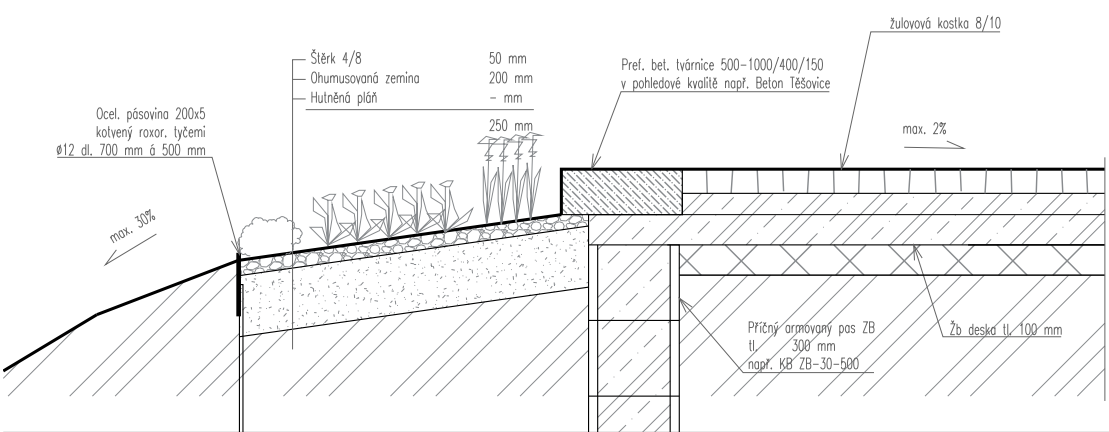 žulovová kostka 8/10
Štěrk 4/8 50 mm
Ohumusovaná zemina 200 mm
Hutněná pláň - mm
250 mm
Pref. bet. tvárnice 500-1000/400/150
v pohledové kvalitě např. Beton Těšovice
Ocel. pásovina 200x5
kotvený roxor. tyčemi
ø12 dl. 700 mm á 500 mm
max. 2%
max. 30%
Příčný armovaný pas ZB
tl. 300 mm
např. KB ZB-30-500
Žb deska tl. 100 mm